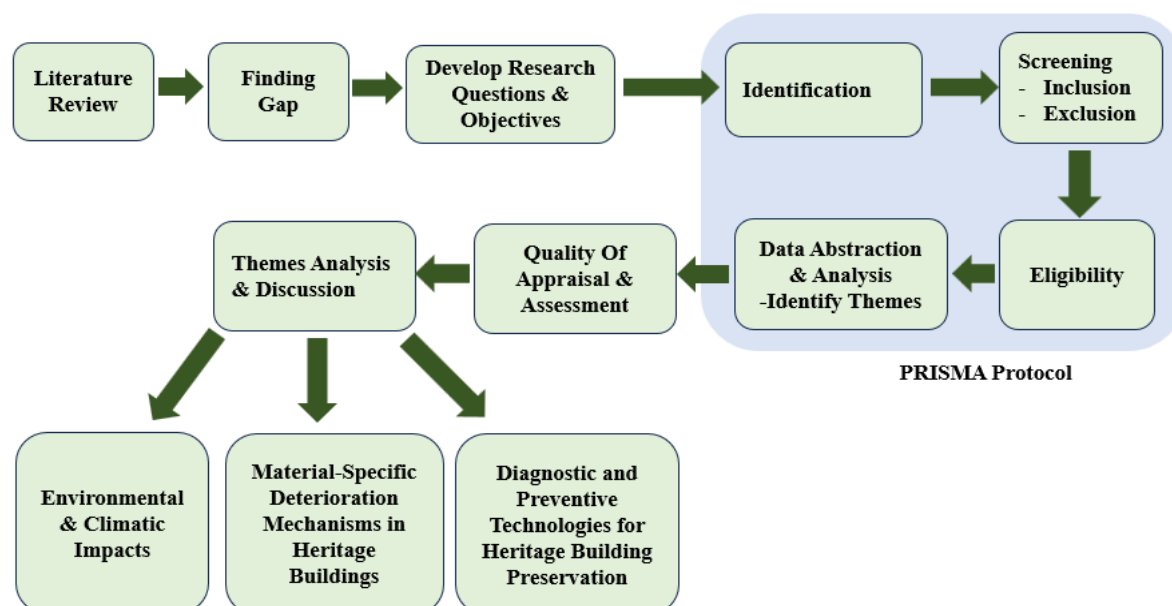 Literature
Review
Finding
Gap
Develop Research
Questions &
Objectives
Identification
Screening
- Inclusion
- Exclusion
Eligibility
Data Abstraction
& Analysis
-Identify Themes
PRISMA Protocol
Quality Of
Appraisal &
Assessment
Themes Analysis
& Discussion
Environmental
& Climatic
Impacts
Material-Specific
Deterioration
Mechanisms in
Heritage
Buildings
Diagnostic and
Preventive
Technologies for
Heritage Building
Preservation